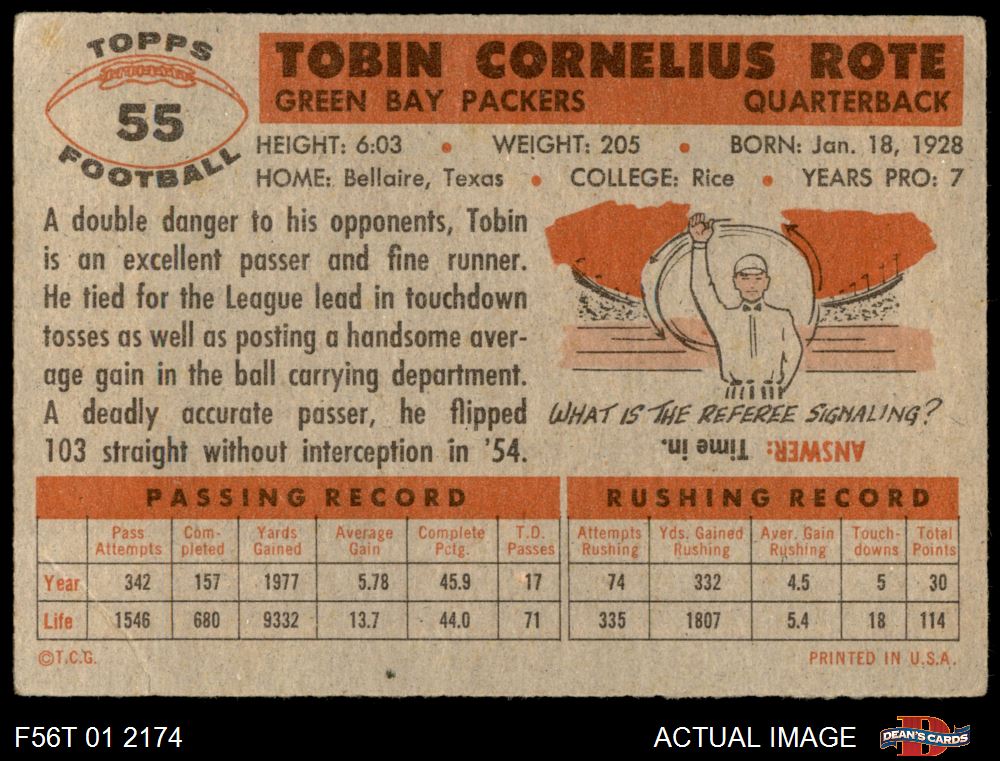 TOPPS
55
FOOTBALL
TOBIN CORNELIUS ROTE
GREEN BAY PACKERS QUARTERBACK
HEIGHT: 6:03 • WEIGHT: 205 • BORN: Jan. 18, 1928
HOME: Bellaire, Texas • COLLEGE: Rice • YEARS PRO: 7
A double danger to his opponents, Tobin
is an excellent passer and fine runner.
He tied for the League lead in touchdown
tosses as well as posting a handsome aver-
age gain in the ball carrying department.
A deadly accurate passer, he flipped
103 straight without interception in '54.
WHAT IS THE REFEREE SIGNALING?
ANSWER: Time in.
PASSING RECORD
Pass Attempts Com-pleted Yards Gained Average Gain Complete Pctg. T.D. Passes
Year 342 157 1977 5.78 45.9 17
Life 1546 680 9332 13.7 44.0 71
RUSHING RECORD
Attempts Rushing Yds. Gained Rushing Aver. Gain Rushing Touch-downs Total Points
74 332 4.5 5 30
335 1807 5.4 18 114
©T.C.G. PRINTED IN U.S.A.
F56T 01 2174 ACTUAL IMAGE DEAN'S CARDS